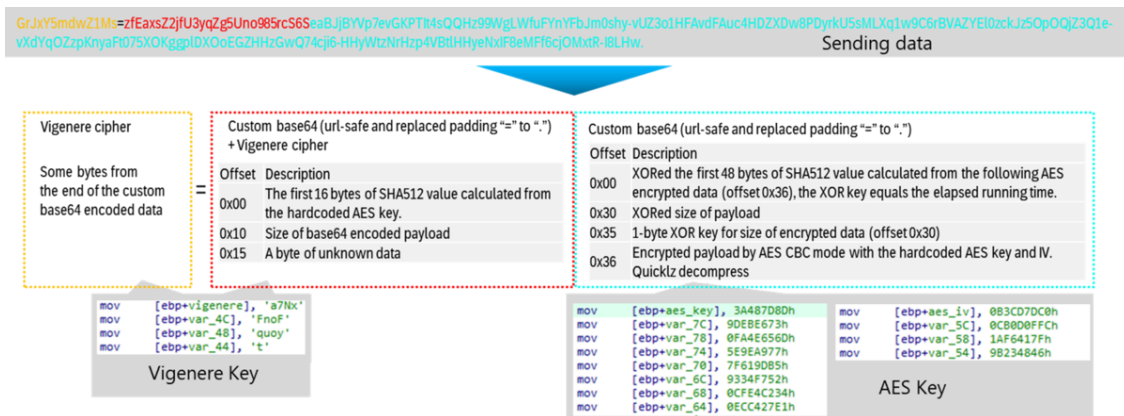 GrJxY5mdwZ1Ms=zfEaxsZ2jfU3yqZg5Uno985rcS6SeaBJjBYVp7evGKPTlt4sQQHz99WgLWfuFYnYFbJm0shy-vUZ3o1HFAvdFAuc4HDZXDw8PDyrkU5sMLXq1w9C6rBVAZYEl0zckJz5OpOQjZ3Q1e-
vXdYqOZzpKnyaFt075XOKggplDXOoEGZHHzGwQ74cji6-HHyWtzNrHzp4VBtlHHyeNxIF8eMFf6cjOMxtR-I8LHw.
Sending data
Vigenere cipher
Some bytes from
the end of the custom
base64 encoded data
=
Custom base64 (url-safe and replaced padding “=” to “.”)
+ Vigenere cipher
Offset Description
0x00 The first 16 bytes of SHA512 value calculated from
the hardcoded AES key.
0x10 Size of base64 encoded payload
0x15 A byte of unknown data
Custom base64 (url-safe and replaced padding “=” to “.”)
Offset Description
0x00 XORed the first 48 bytes of SHA512 value calculated from the following AES
encrypted data (offset 0x36), the XOR key equals the elapsed running time.
0x30 XORed size of payload
0x35 1-byte XOR key for size of encrypted data (offset 0x30)
0x36 Encrypted payload by AES CBC mode with the hardcoded AES key and IV.
Quicklz decompress
mov [ebp+vigenere], 'a7Nx'
mov [ebp+var_4C], 'FnoF'
mov [ebp+var_48], 'quoy'
mov [ebp+var_44], 't'
Vigenere Key
mov [ebp+aes_key], 3A487D8Dh
mov [ebp+var_7C], 9DEBE673h
mov [ebp+var_78], 0FA4E656Dh
mov [ebp+var_74], 5E9EA977h
mov [ebp+var_70], 7F619DB5h
mov [ebp+var_6C], 9334F752h
mov [ebp+var_68], 0CFE4C234h
mov [ebp+var_64], 0ECC427E1h
mov [ebp+aes_iv], 0B3CD7DC0h
mov [ebp+var_5C], 0CB0D0FFCh
mov [ebp+var_58], 1AF6417Fh
mov [ebp+var_54], 9B234846h
AES Key